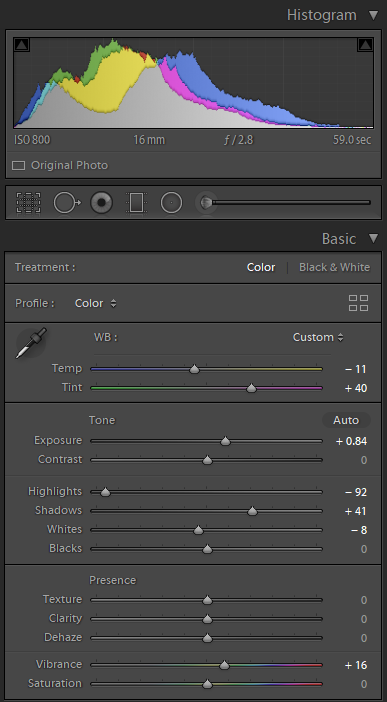 Histogram
ISO 800 16 mm ƒ / 2.8 59.0 sec
Original Photo
Basic
Treatment : Color Black & White
Profile : Color
WB : Custom
Temp − 11
Tint + 40
Tone Auto
Exposure + 0.84
Contrast 0
Highlights − 92
Shadows + 41
Whites − 8
Blacks 0
Presence
Texture 0
Clarity 0
Dehaze 0
Vibrance + 16
Saturation 0